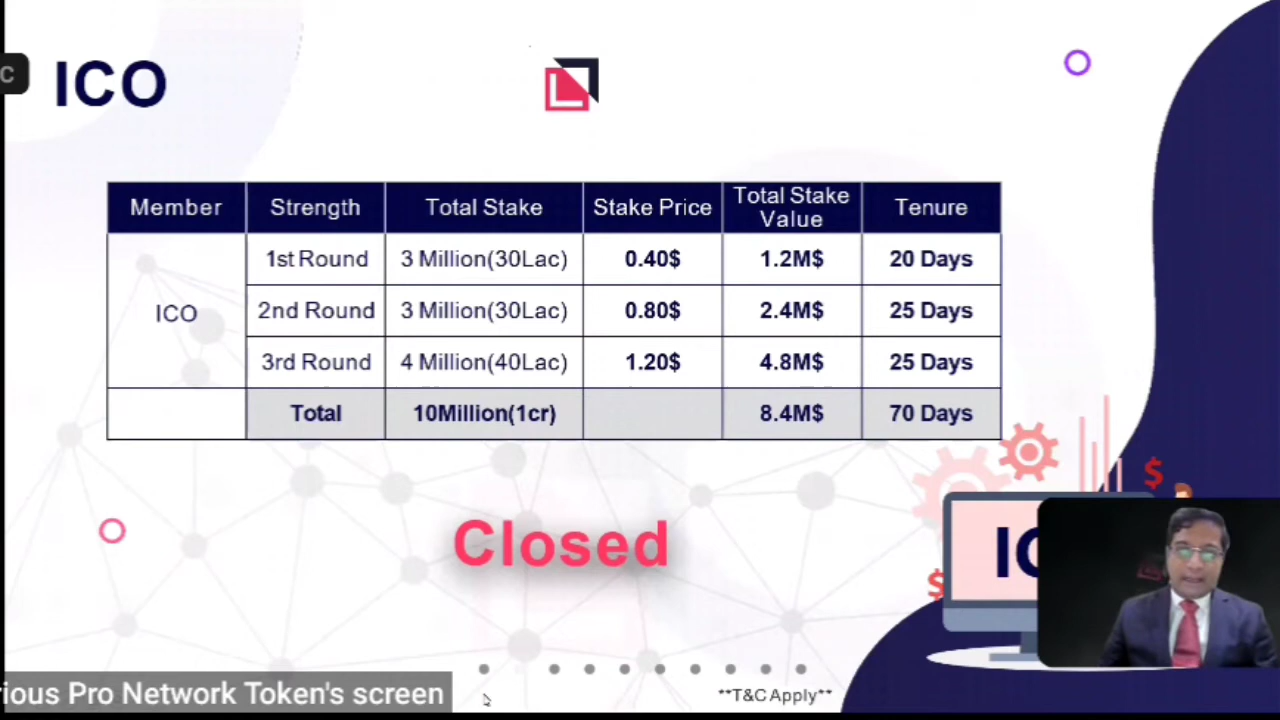 C
ICO
Member Strength Total Stake Stake Price Total Stake Value Tenure
ICO
1st Round 3 Million(30Lac) 0.40$ 1.2M$ 20 Days
2nd Round 3 Million(30Lac) 0.80$ 2.4M$ 25 Days
3rd Round 4 Million(40Lac) 1.20$ 4.8M$ 25 Days
Total 10Million(1cr) 8.4M$ 70 Days
Closed
$
$
IC
rious Pro Network Token's screen
**T&C Apply**